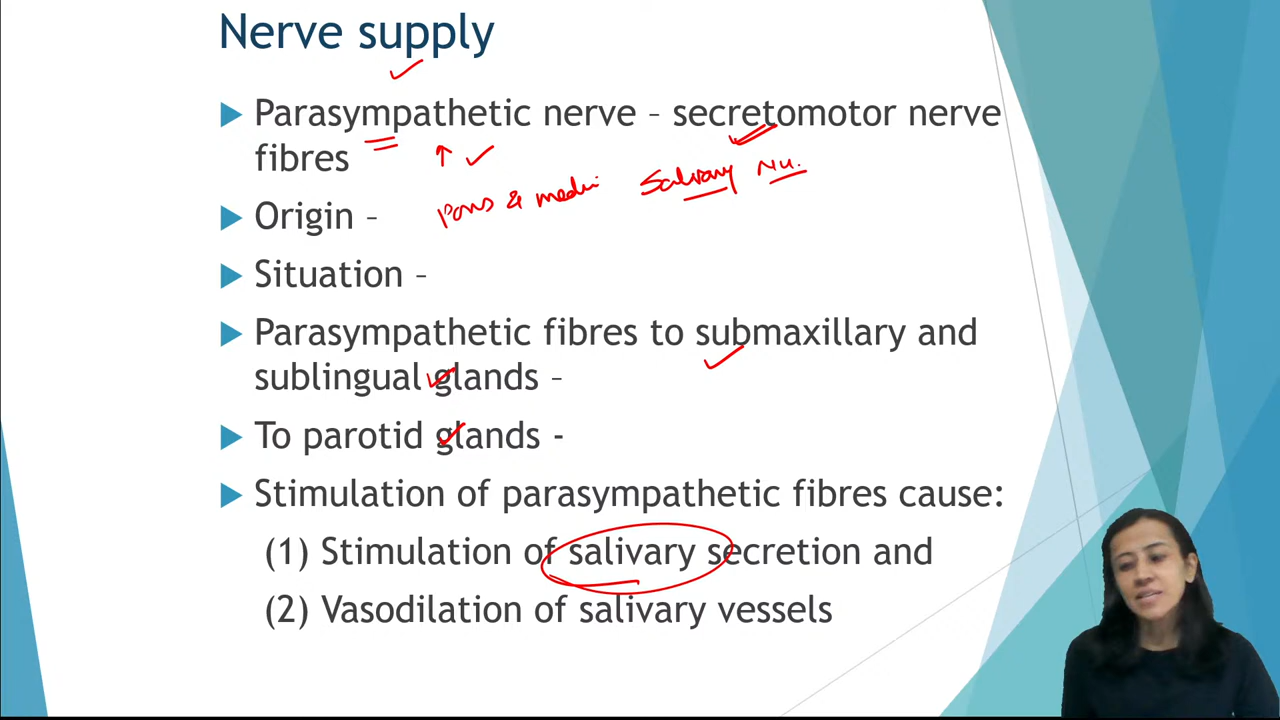 Nerve supply
Parasympathetic nerve – secretomotor nerve
fibres
Salivary Nu.
Pons & medu
Origin –
Situation –
Parasympathetic fibres to submaxillary and
sublingual glands –
To parotid glands -
Stimulation of parasympathetic fibres cause:
(1) Stimulation of salivary secretion and
(2) Vasodilation of salivary vessels